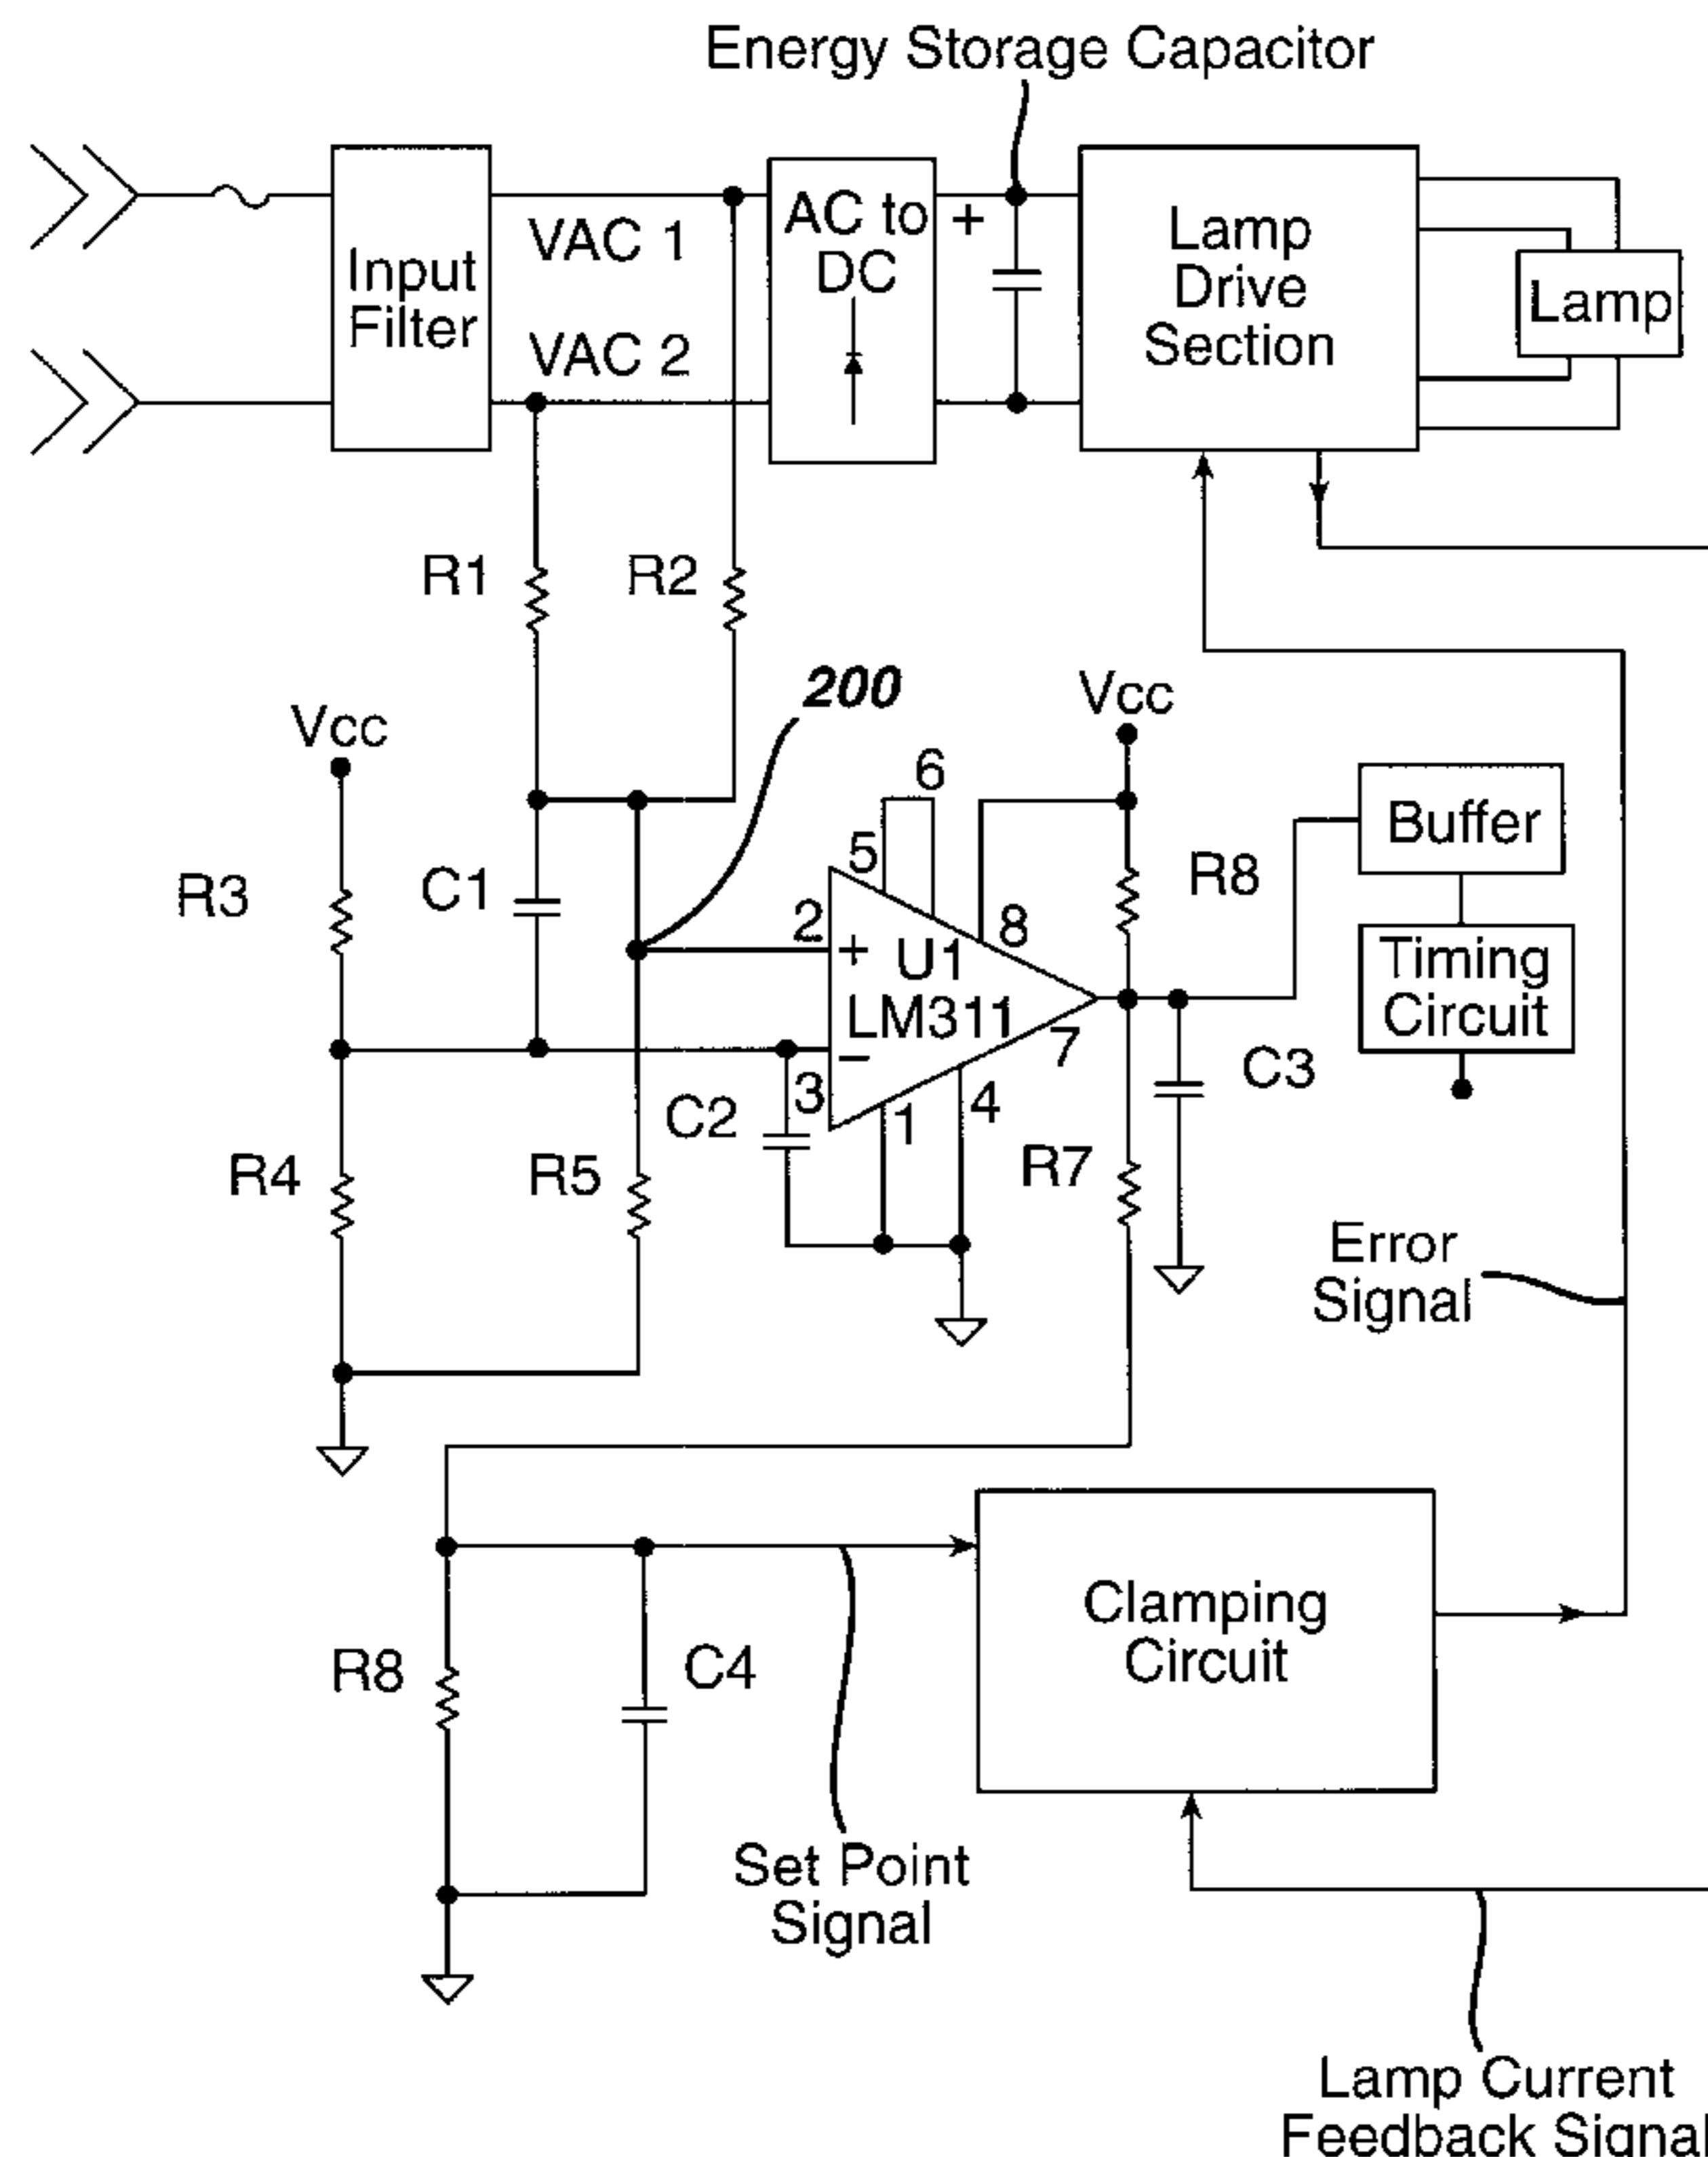 Energy Storage Capacitor
Input
Filter
VAC 1
VAC 2
AC to
DC
+
Lamp
Drive
Section
Lamp
R1
R2
200
Vcc
Vcc
6
5
Buffer
R3
C1
R8
2
8
+
U1
LM311
Timing
Circuit
7
−
3
C2
1
4
C3
R4
R5
R7
Error
Signal
Clamping
Circuit
R8
C4
Set Point
Signal
Lamp Current
Feedback Signal